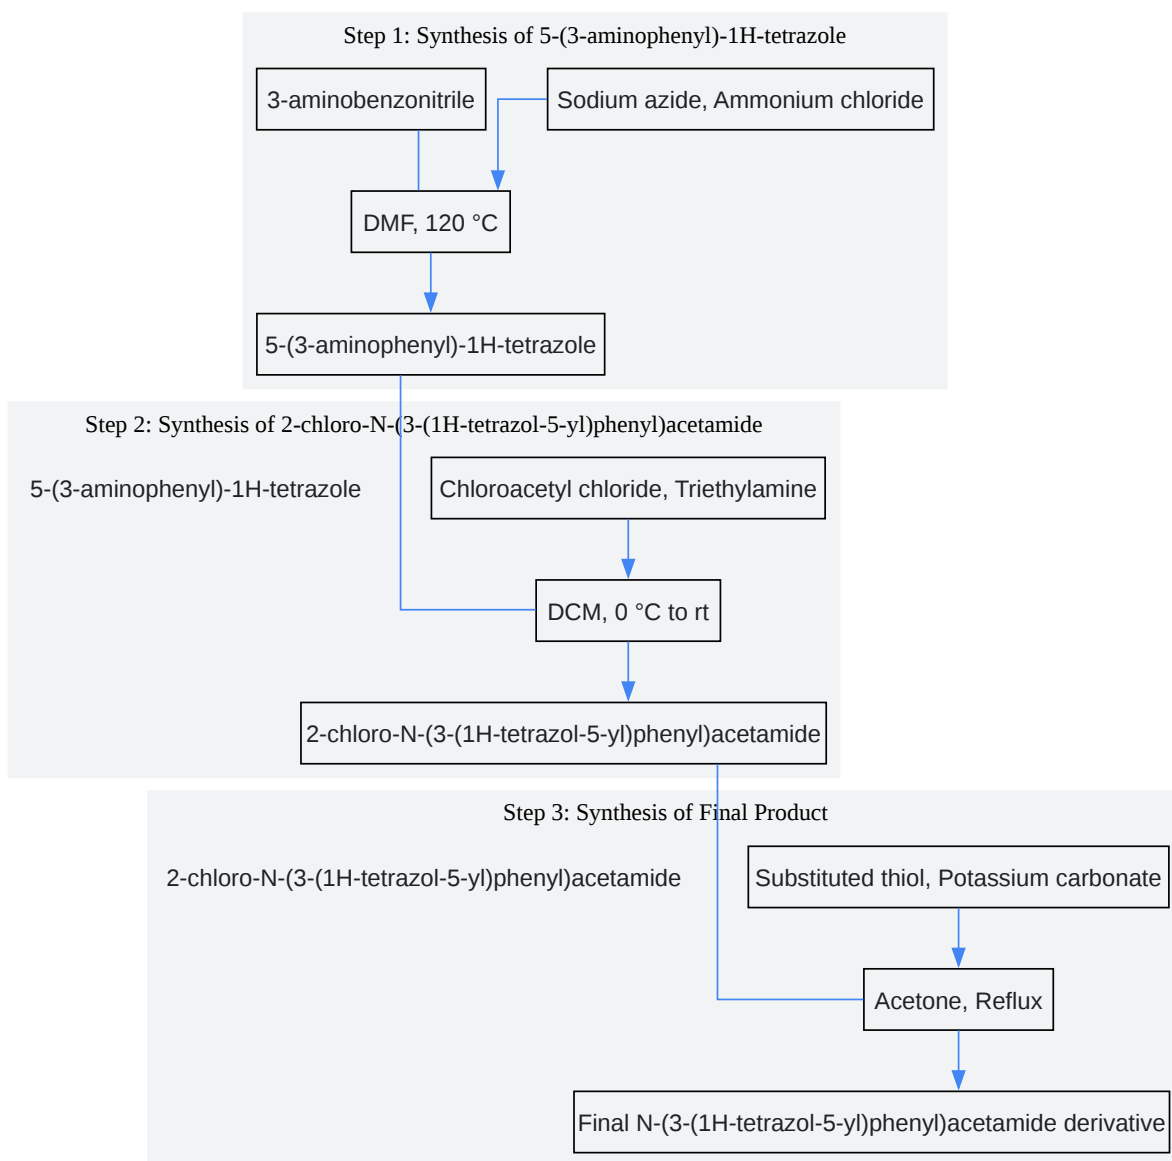 Step 1: Synthesis of 5-(3-aminophenyl)-1H-tetrazole
3-aminobenzonitrile
Sodium azide, Ammonium chloride
DMF, 120 °C
5-(3-aminophenyl)-1H-tetrazole
Step 2: Synthesis of 2-chloro-N-(3-(1H-tetrazol-5-yl)phenyl)acetamide
5-(3-aminophenyl)-1H-tetrazole
Chloroacetyl chloride, Triethylamine
DCM, 0 °C to rt
2-chloro-N-(3-(1H-tetrazol-5-yl)phenyl)acetamide
Step 3: Synthesis of Final Product
2-chloro-N-(3-(1H-tetrazol-5-yl)phenyl)acetamide
Substituted thiol, Potassium carbonate
Acetone, Reflux
Final N-(3-(1H-tetrazol-5-yl)phenyl)acetamide derivative